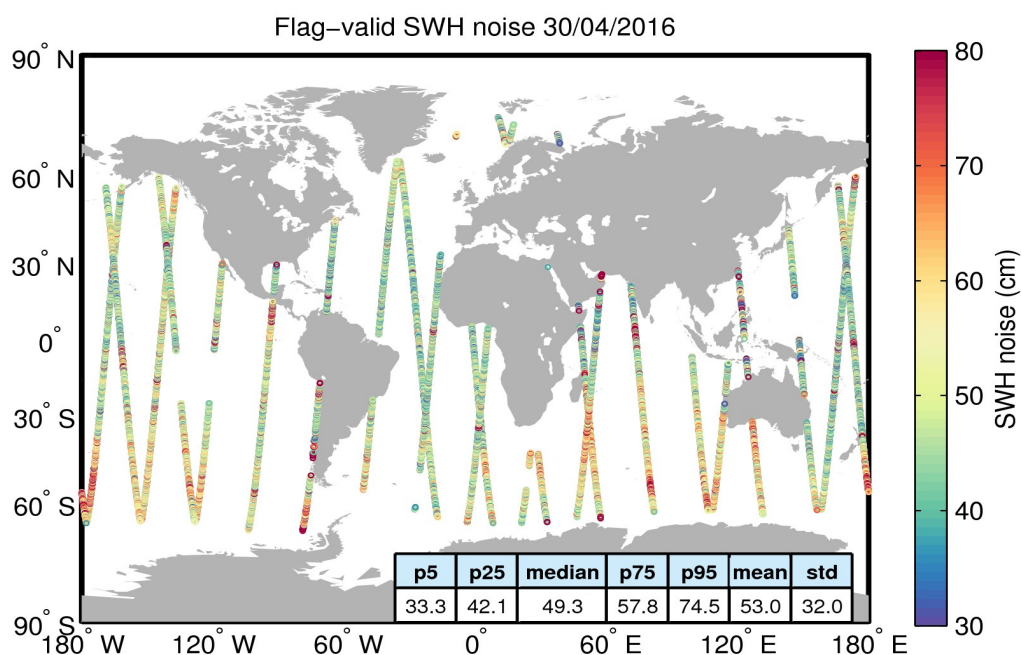 Flag−valid SWH noise 30/04/2016
90° N
60° N
30° N
0°
30° S
60° S
90° S
180° W
120° W
60° W
0°
60° E
120° E
180° E
80
70
60
50
40
30
SWH noise (cm)
p5 p25 median p75 p95 mean std
33.3 42.1 49.3 57.8 74.5 53.0 32.0